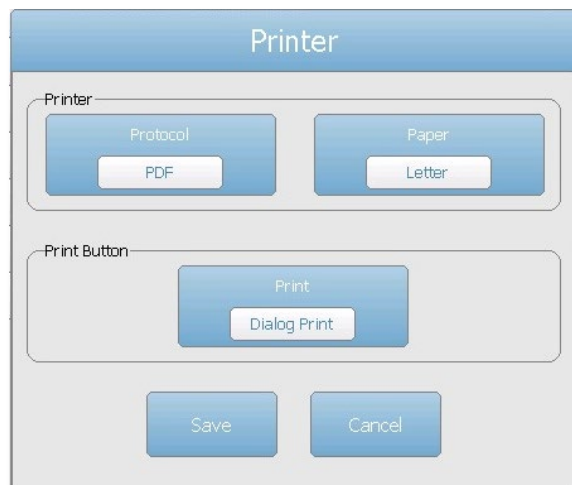 Printer
Printer
Protocol
Paper
PDF
Letter
Print Button
Print
Dialog Print
Save
Cancel